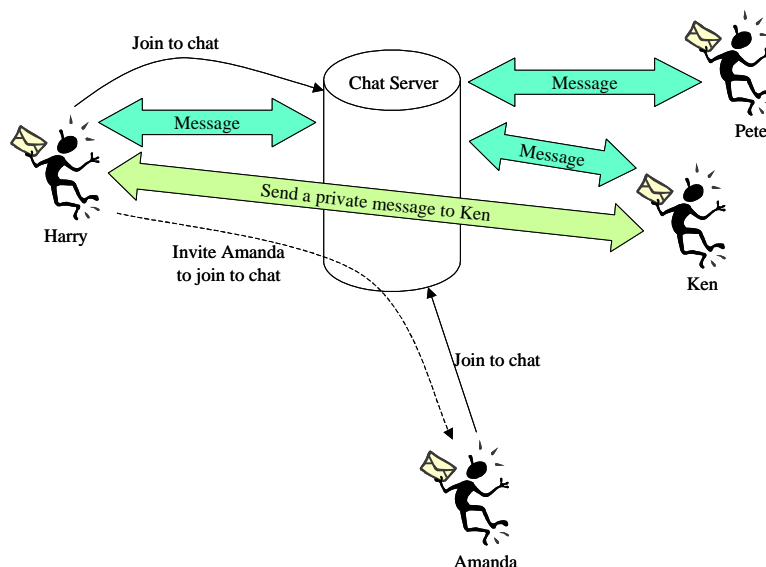 Join to chat
Chat Server
Message
Message
Pete
Message
Send a private message to Ken
Harry
Invite Amanda
to join to chat
Ken
Join to chat
Amanda